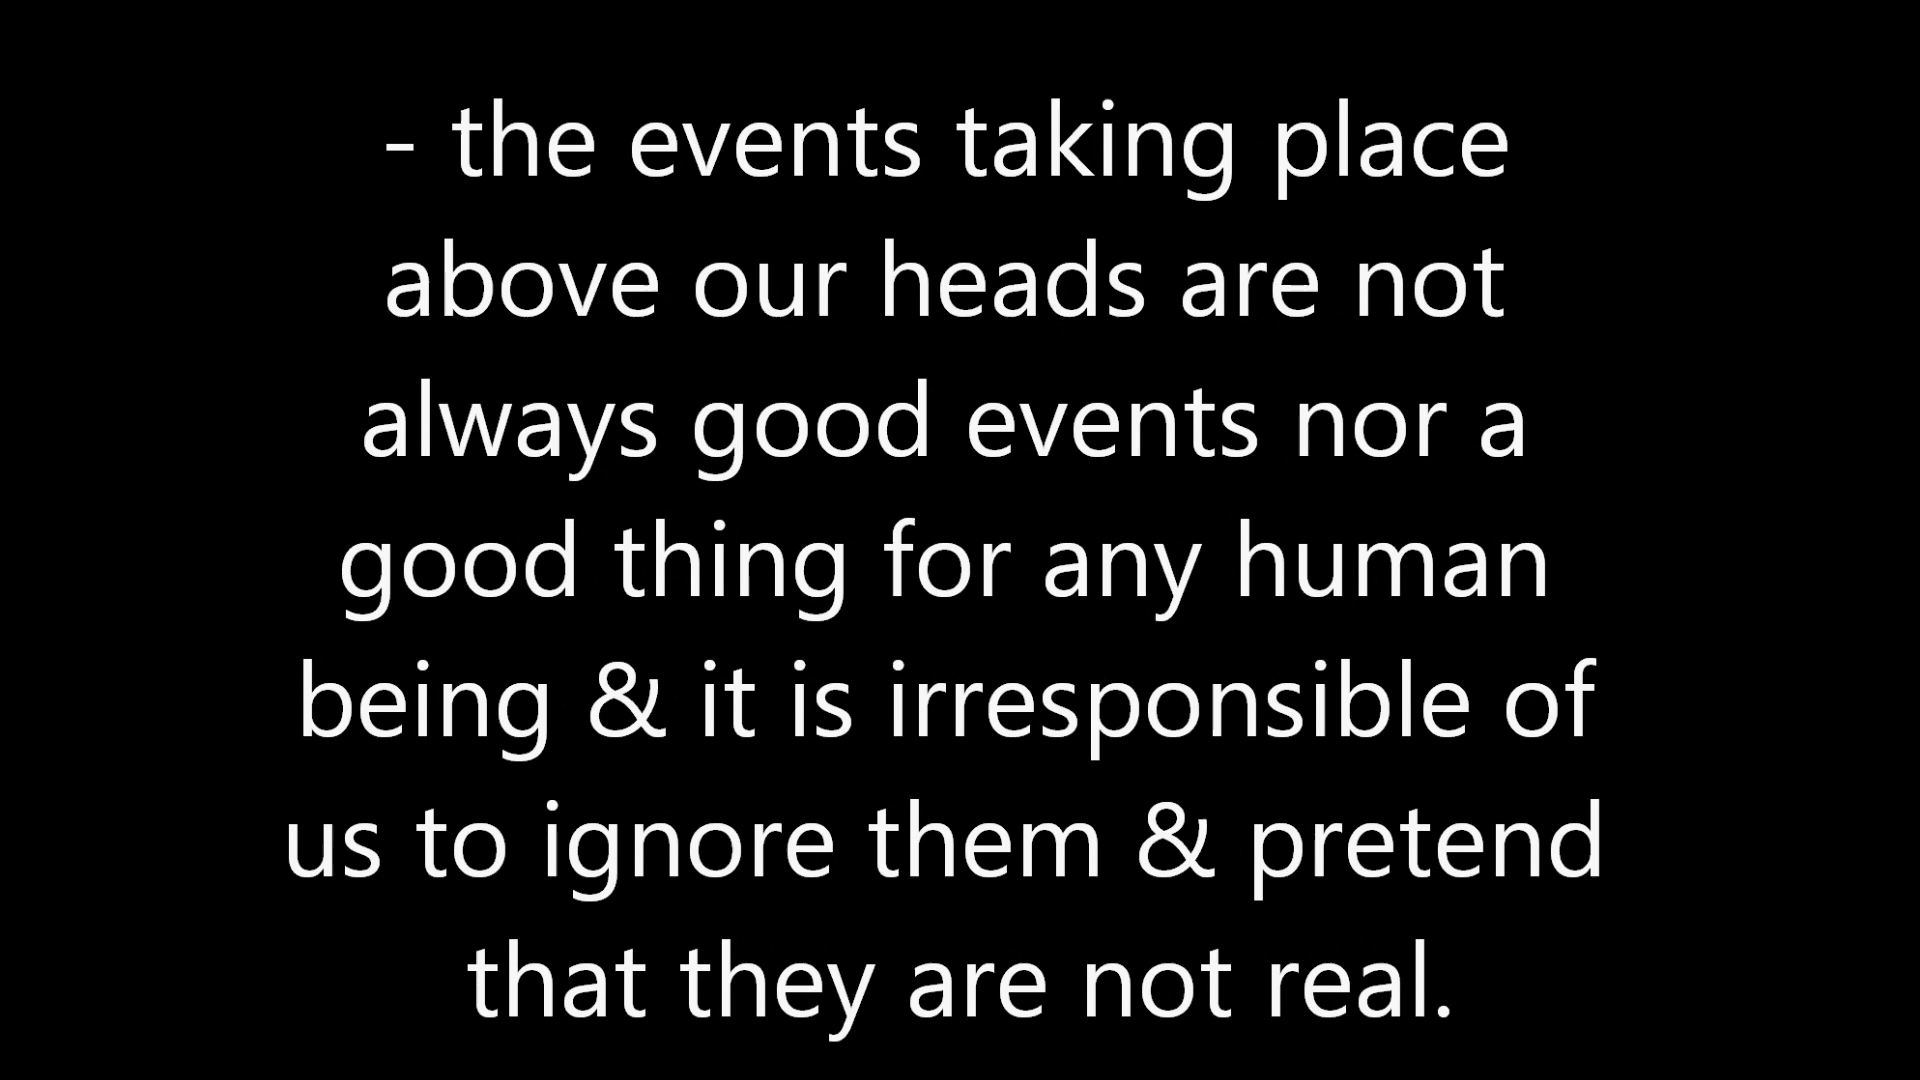 - the events taking place
above our heads are not
always good events nor a
good thing for any human
being & it is irresponsible of
us to ignore them & pretend
that they are not real.